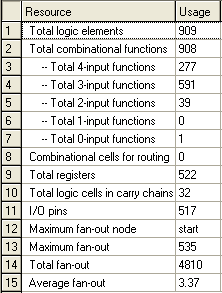 Resource Usage
1 Total logic elements 909
2 Total combinational functions 908
3 -- Total 4-input functions 277
4 -- Total 3-input functions 591
5 -- Total 2-input functions 39
6 -- Total 1-input functions 0
7 -- Total 0-input functions 1
8 Combinational cells for routing 0
9 Total registers 522
10 Total logic cells in carry chains 32
11 I/O pins 517
12 Maximum fan-out node start
13 Maximum fan-out 535
14 Total fan-out 4810
15 Average fan-out 3.37